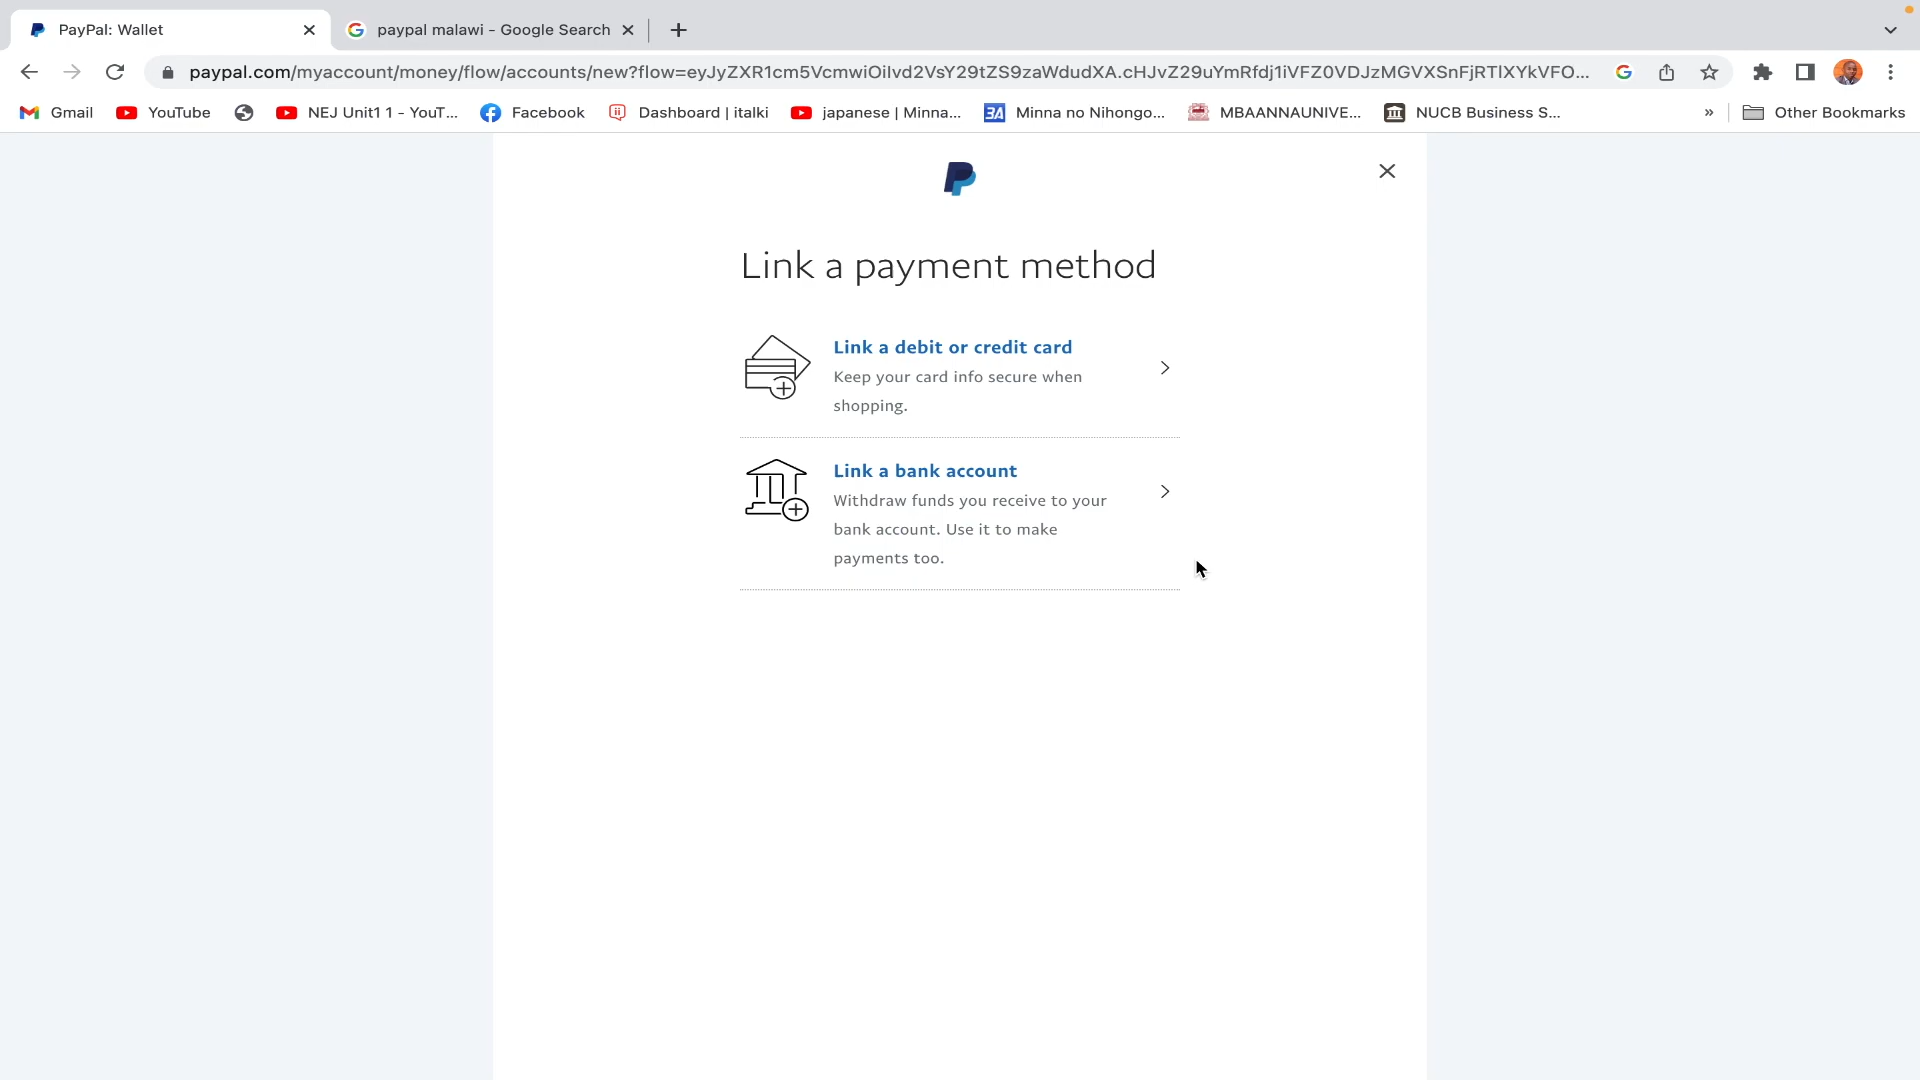 PayPal: Wallet
paypal malawi - Google Search
paypal.com/myaccount/money/flow/accounts/new?flow=eyJyZXR1cm5VcmwiOiIvd2VsY29tZS9zaWdudXA.cHJvZ29uYmRfdj1iVFZ0VDJzMGVXSnFjRTlXYkVFO...
Gmail
YouTube
NEJ Unit1 1 - YouT...
Facebook
Dashboard | italki
japanese | Minna...
Minna no Nihongo...
MBAANNAUNIVE...
NUCB Business S...
»
Other Bookmarks
Link a payment method
Link a debit or credit card
Keep your card info secure when
shopping.
Link a bank account
Withdraw funds you receive to your
bank account. Use it to make
payments too.